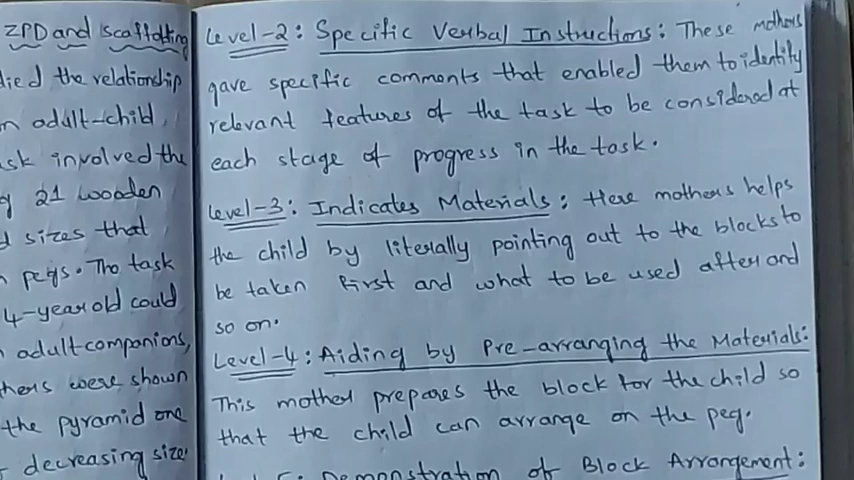 ZPD and Scaffolding
died the relationship
n adult-child,
ask involved the
g 21 wooden
d sizes that
n pegs. The task
4-year old could
n adult companions,
thers were shown
the pyramid one
decreasing size.
Level-2: Specific Verbal Instructions: These mothers
gave specific comments that enabled them to identify
relevant features of the task to be considered at
each stage of progress in the task.
Level-3: Indicates Materials: Here mothers helps
the child by literally pointing out to the blocks to
be taken first and what to be used after and
so on.
Level-4: Aiding by Pre-arranging the Materials:
This mother prepares the block for the child so
that the child can arrange on the peg.
Demonstration of Block Arrangement: